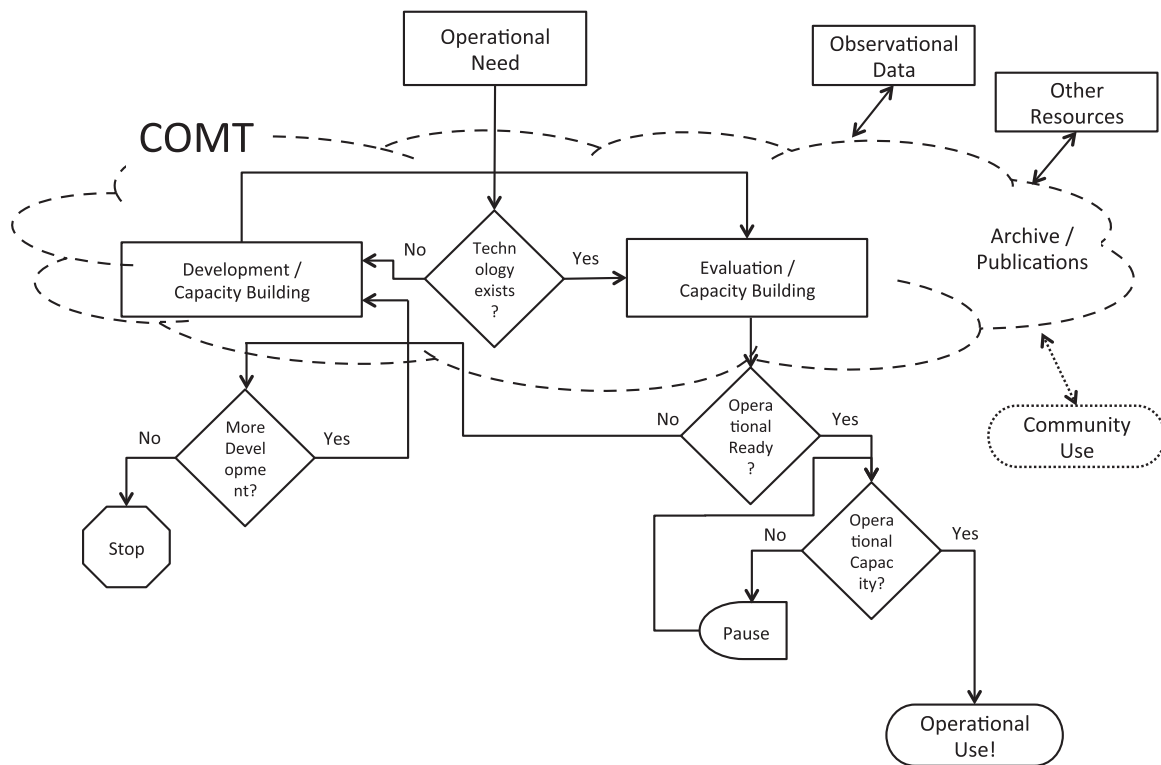 Operational
Need
Observational
Data
Other
Resources
COMT
Archive /
Publications
Development /
Capacity Building
No
Techn
ology
exists
?
Yes
Evaluation /
Capacity Building
No
More
Devel
opme
nt?
Yes
No
Opera
tional
Ready
?
Yes
Community
Use
Stop
No
Opera
tional
Capac
ity?
Yes
Pause
Operational
Use!